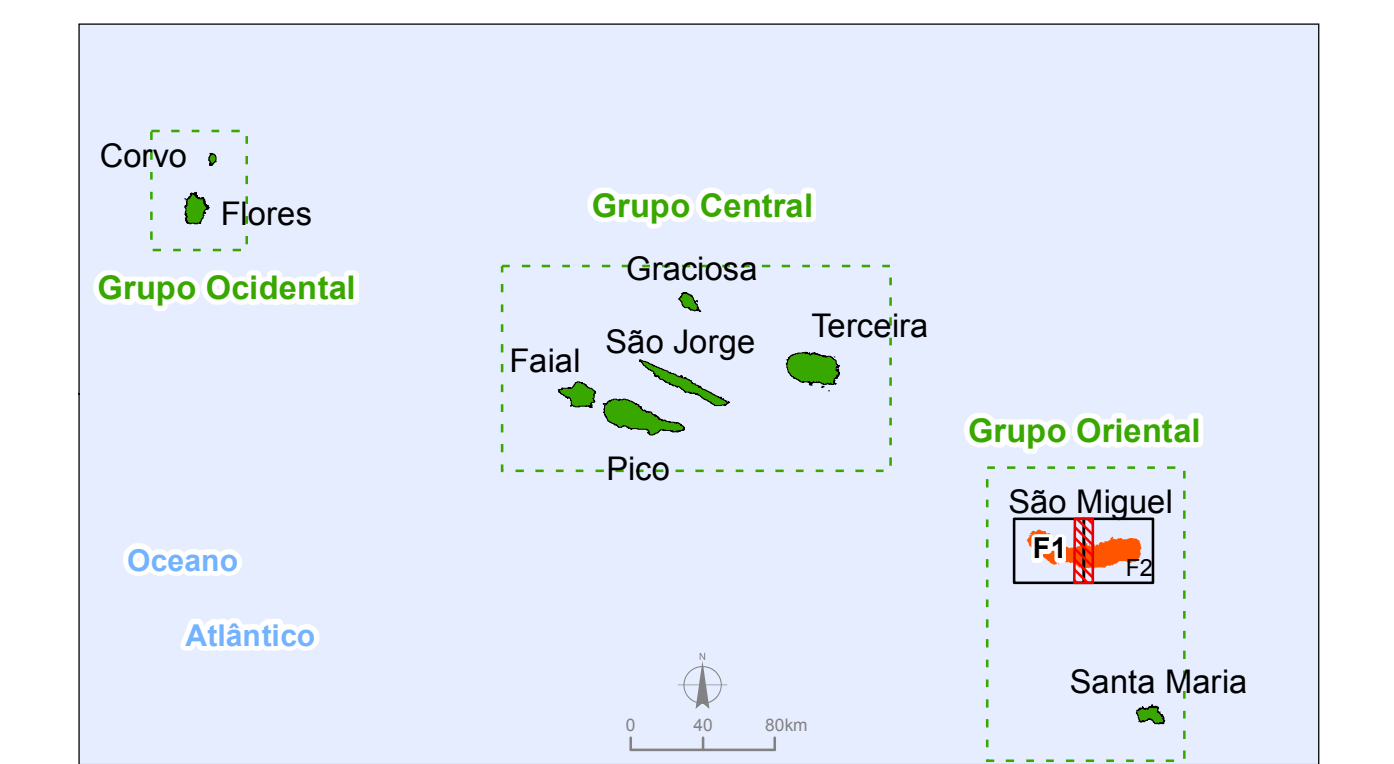 Corvo
Flores
Grupo Ocidental
Grupo Central
Graciosa
São Jorge
Terceira
Faial
Pico
Grupo Oriental
São Miguel
F1
F2
Santa Maria
Oceano
Atlântico
N
0 40 80km